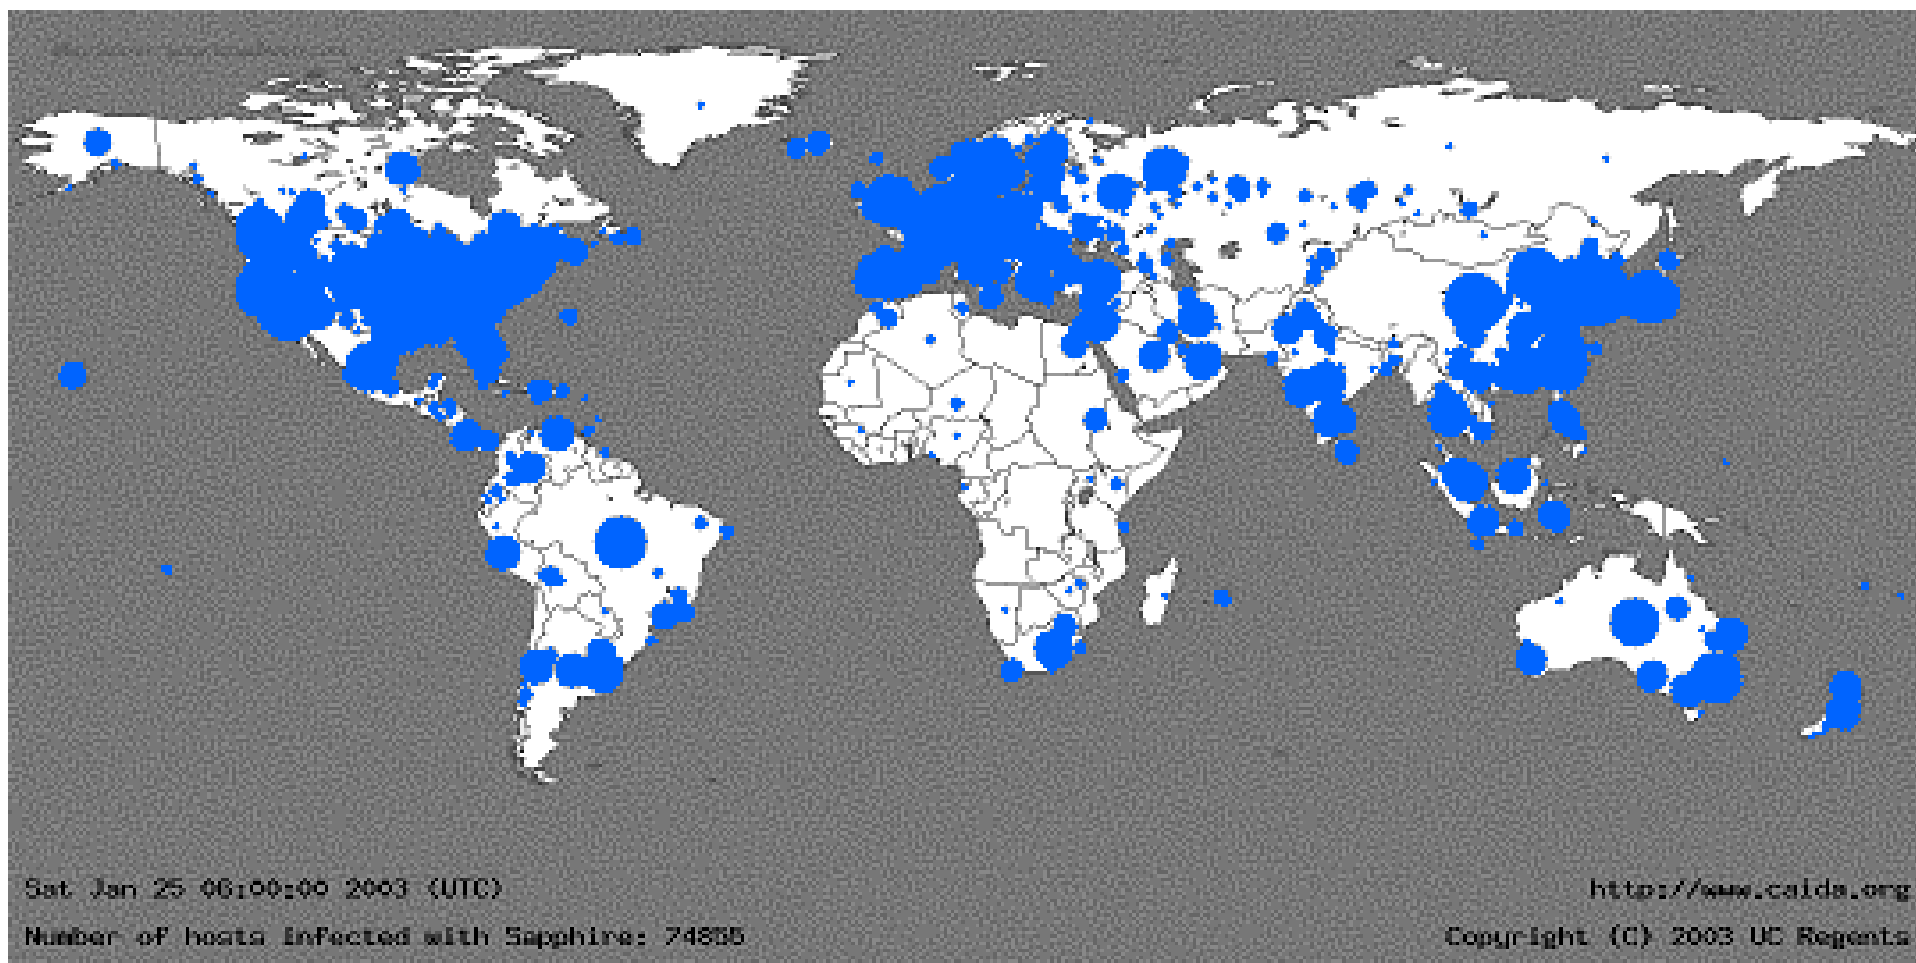 Sat Jan 25 06:00:00 2003 (UTC)
http://www.caida.org
Number of hosts infected with Sapphire: 74855
Copyright (C) 2003 UC Regents